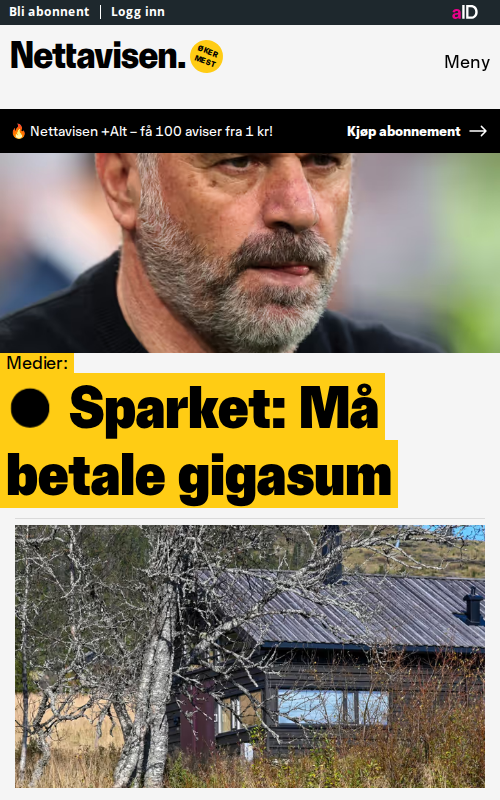 Bli abonnent | Logg inn
aID
Nettavisen.
ØKER
MEST
Meny
🔥 Nettavisen +Alt – få 100 aviser fra 1 kr!
Kjøp abonnement →
Medier:
● Sparket: Må
betale gigasum